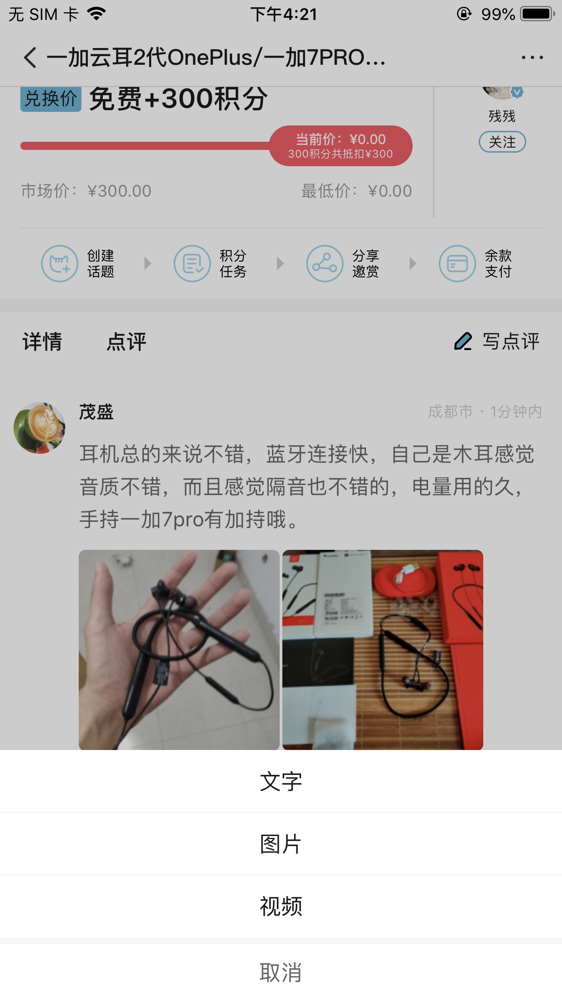 无 SIM 卡
下午4:21
99%
一加云耳2代OnePlus/一加7PRO...
兑换价
免费+300积分
当前价：¥0.00
300积分共抵扣¥300
市场价：¥300.00
最低价：¥0.00
残残
关注
创建
话题
积分
任务
分享
邀赏
余款
支付
详情
点评
写点评
茂盛
成都市 · 1分钟内
耳机总的来说不错，蓝牙连接快，自己是木耳感觉
音质不错，而且感觉隔音也不错的，电量用的久，
手持一加7pro有加持哦。
文字
图片
视频
取消